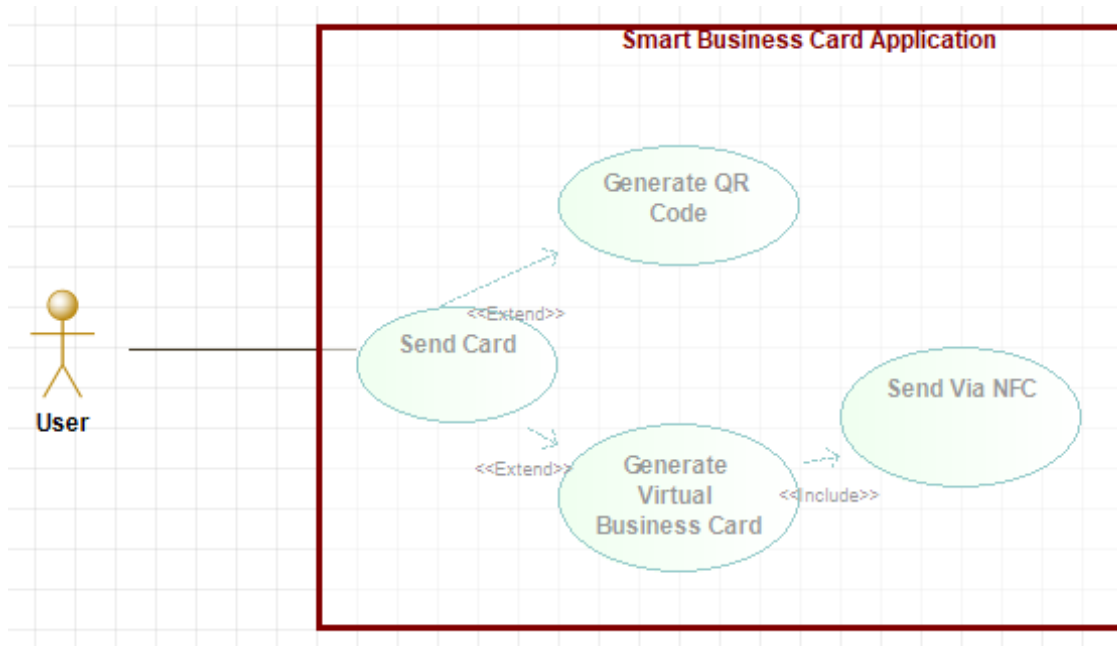 Smart Business Card Application
Generate QR
Code
<<Extend>>
Send Card
User
Send Via NFC
<<Extend>>
Generate
Virtual
Business Card
<<Include>>